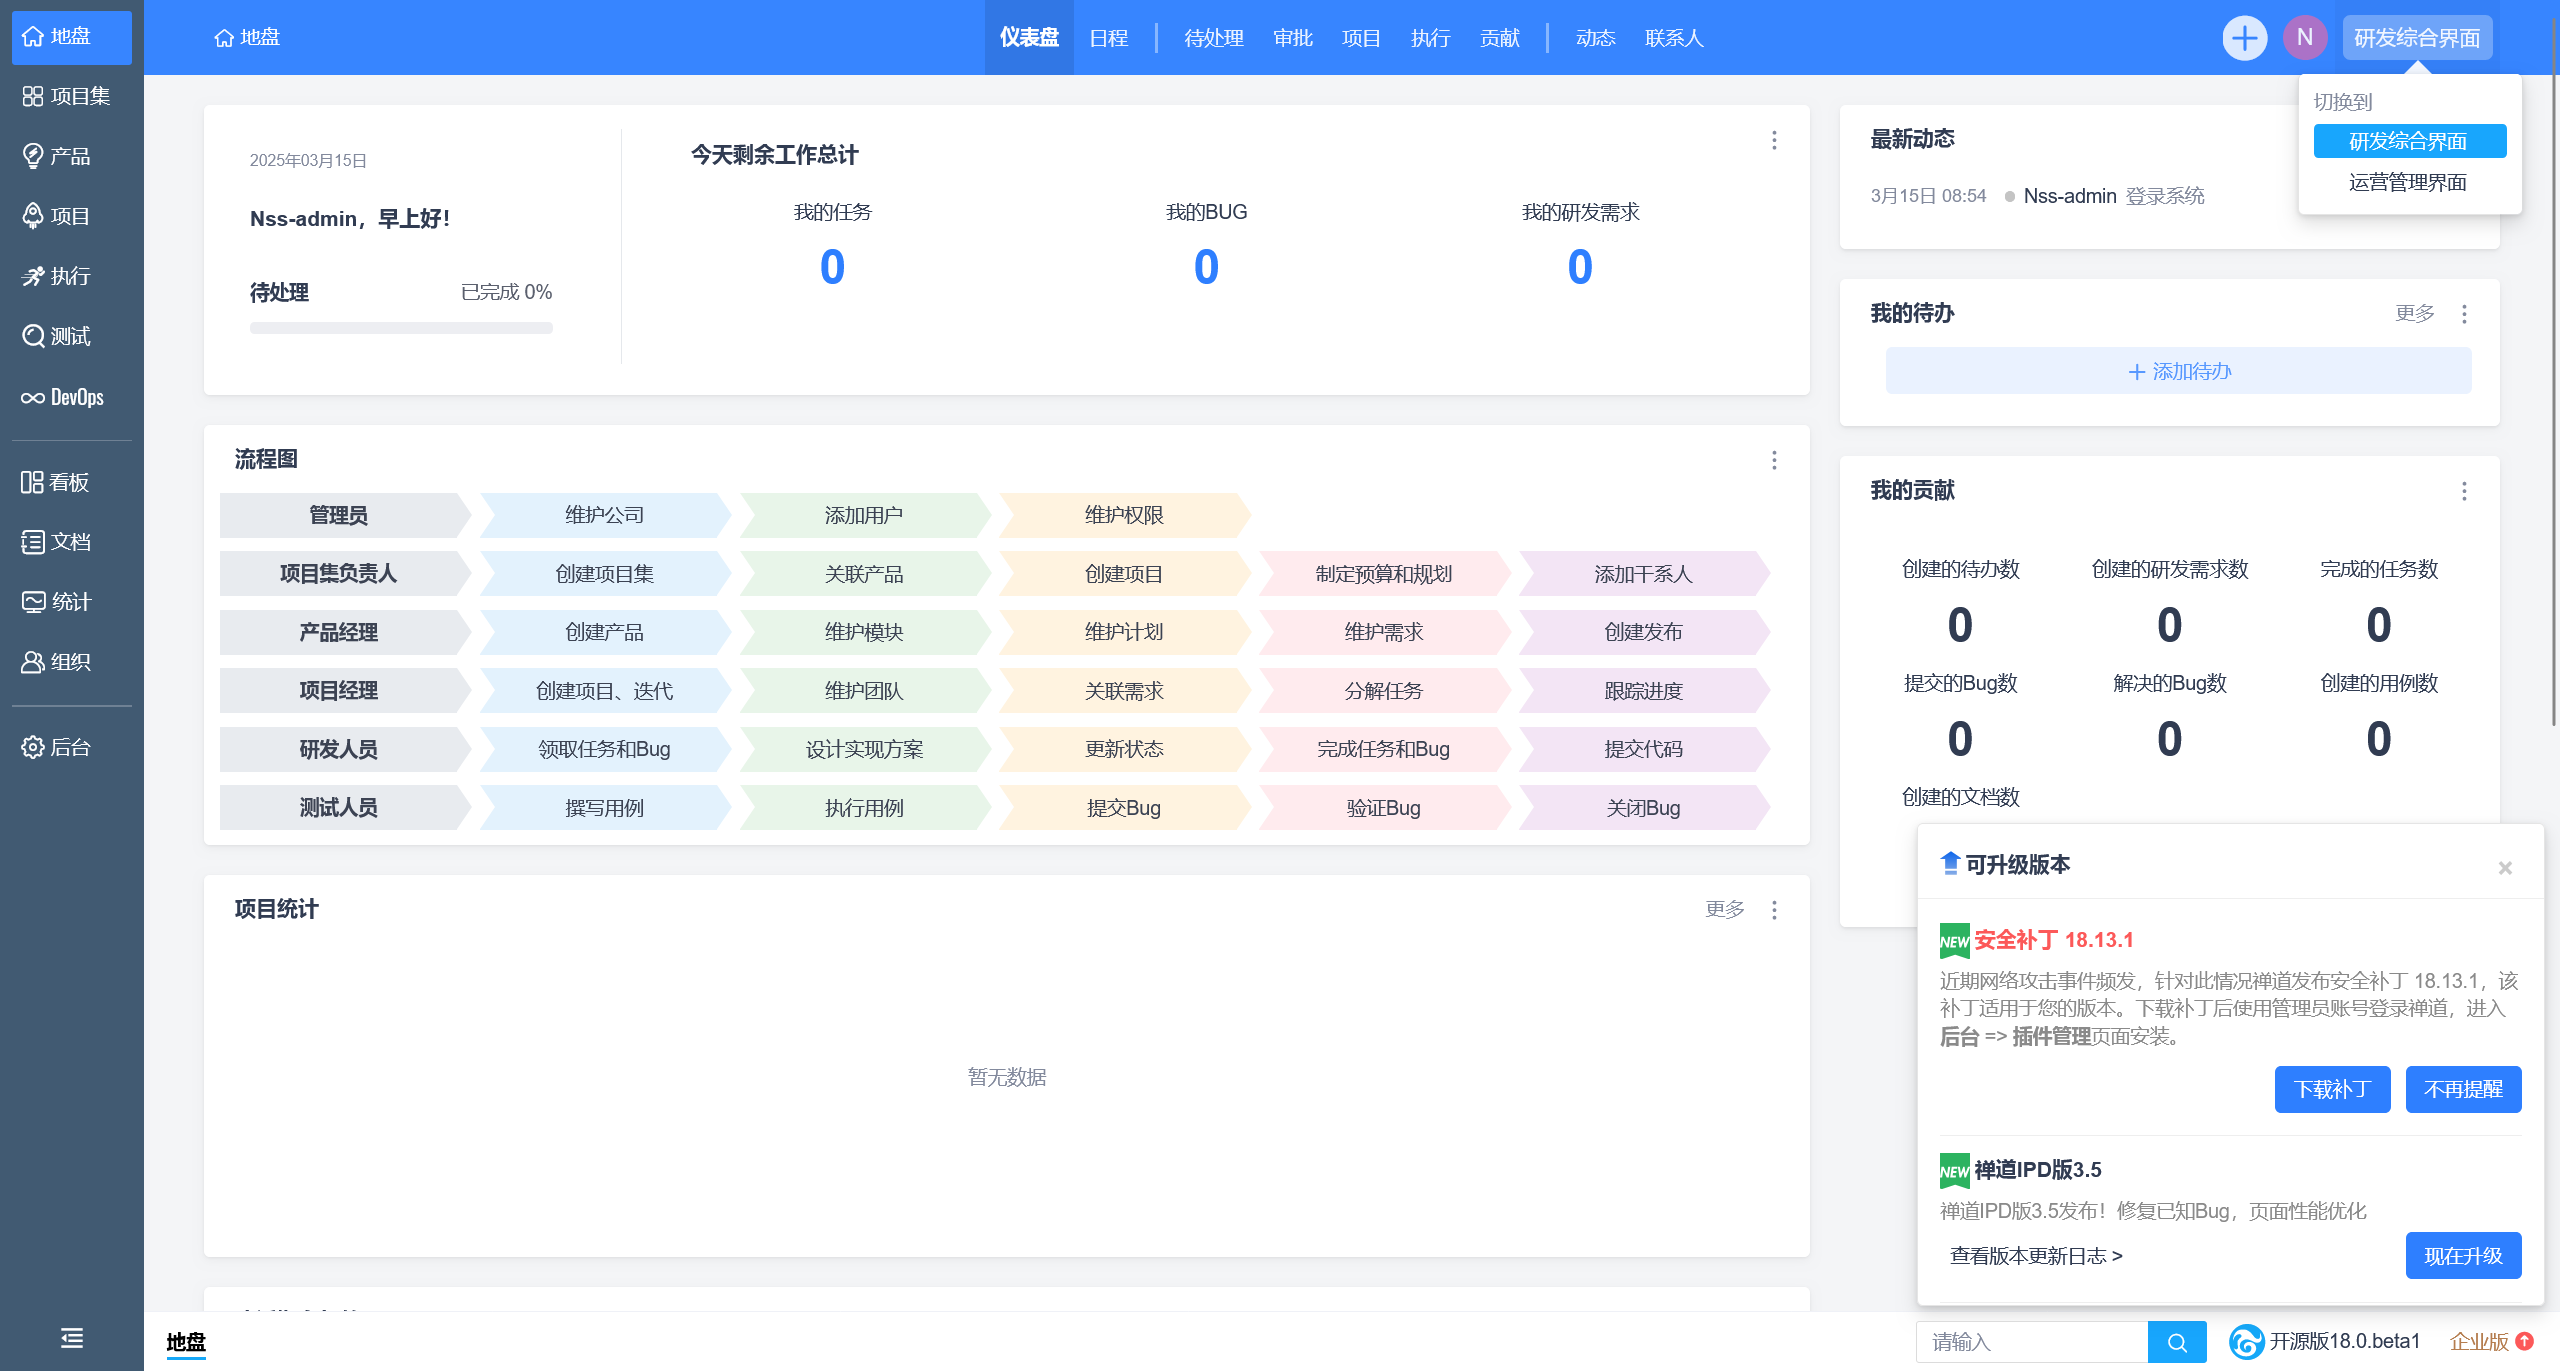 地盘
项目集
产品
项目
执行
测试
DevOps
看板
文档
统计
组织
后台
地盘
仪表盘 日程 待处理 审批 项目 执行 贡献 动态 联系人
N
研发综合界面
切换到
研发综合界面
运营管理界面
2025年03月15日
Nss-admin，早上好！
待处理 已完成 0%
今天剩余工作总计
我的任务 我的BUG 我的研发需求
0 0 0
最新动态
3月15日 08:54 Nss-admin 登录系统
我的待办 更多
添加待办
流程图
管理员 维护公司 添加用户 维护权限
项目集负责人 创建项目集 关联产品 创建项目 制定预算和规划 添加干系人
产品经理 创建产品 维护模块 维护计划 维护需求 创建发布
项目经理 创建项目、迭代 维护团队 关联需求 分解任务 跟踪进度
研发人员 领取任务和Bug 设计实现方案 更新状态 完成任务和Bug 提交代码
测试人员 撰写用例 执行用例 提交Bug 验证Bug 关闭Bug
我的贡献
创建的待办数 创建的研发需求数 完成的任务数
0 0 0
提交的Bug数 解决的Bug数 创建的用例数
0 0 0
创建的文档数
项目统计 更多
暂无数据
可升级版本
×
NEW 安全补丁 18.13.1
近期网络攻击事件频发，针对此情况禅道发布安全补丁 18.13.1，该
补丁适用于您的版本。下载补丁后使用管理员账号登录禅道，进入
后台 => 插件管理页面安装。
下载补丁 不再提醒
NEW 禅道IPD版3.5
禅道IPD版3.5发布！修复已知Bug，页面性能优化
查看版本更新日志 > 现在升级
地盘
请输入
开源版18.0.beta1
企业版